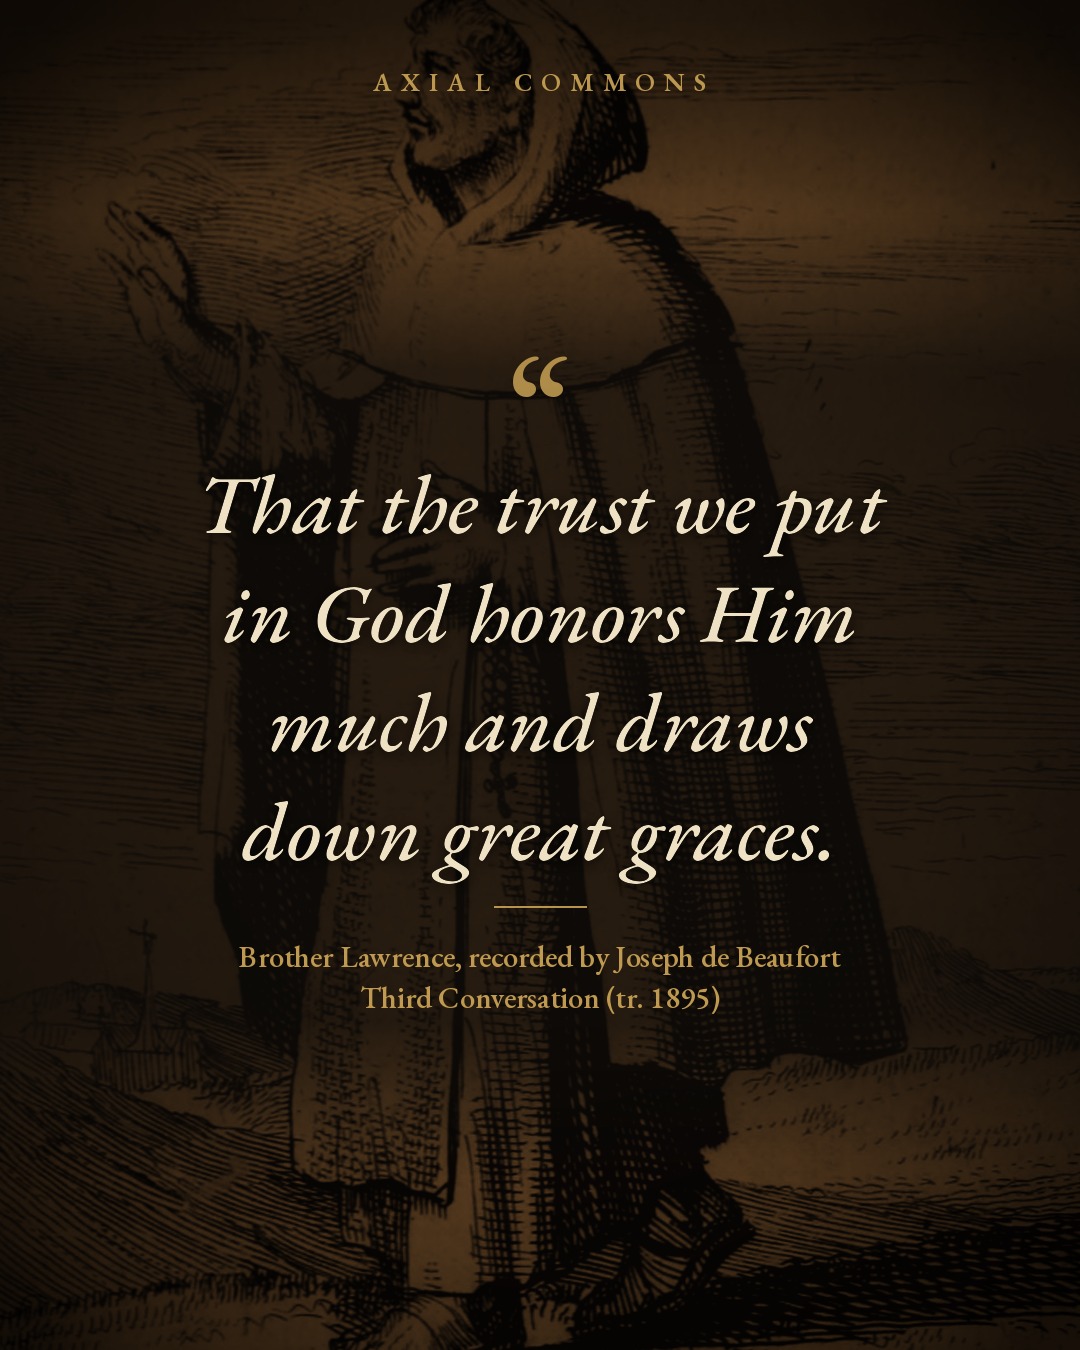 AXIAL COMMONS
“
That the trust we put
in God honors Him
much and draws
down great graces.
Brother Lawrence, recorded by Joseph de Beaufort
Third Conversation (tr. 1895)